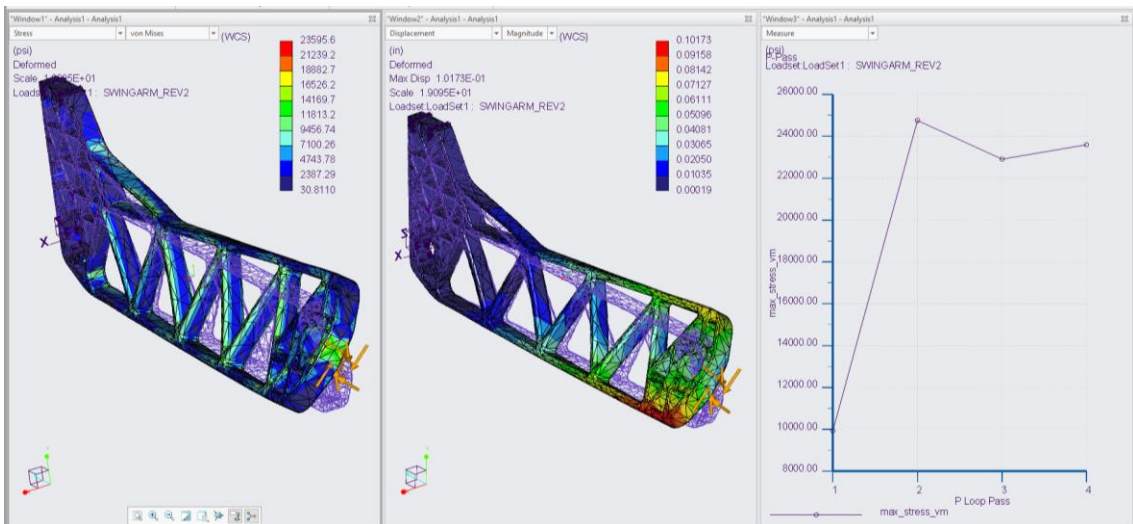 "Window1" - Analysis1 - Analysis1
Stress
von Mises
(WCS)
(psi)
Deformed
Loadset:LoadSet1 : SWINGARM_REV2
23595.6
21239.2
18882.7
16526.2
14169.7
11813.2
9456.74
7100.26
4743.78
2387.29
30.8110
X
"Window2" - Analysis1 - Analysis1
Displacement
Magnitude
(WCS)
(in)
Deformed
Max Disp 1.0173E-01
Scale 1.9095E+01
Loadset:LoadSet1 : SWINGARM_REV2
0.10173
0.09158
0.08142
0.07127
0.06111
0.05096
0.04081
0.03065
0.02050
0.01035
0.00019
X
"Window3" - Analysis1 - Analysis1
Measure
(psi)
P-Pass
Loadset:LoadSet1 : SWINGARM_REV2
26000.00
24000.00
22000.00
20000.00
18000.00
16000.00
14000.00
12000.00
10000.00
8000.00
max_stress_vm
1
2
3
4
P Loop Pass
max_stress_vm